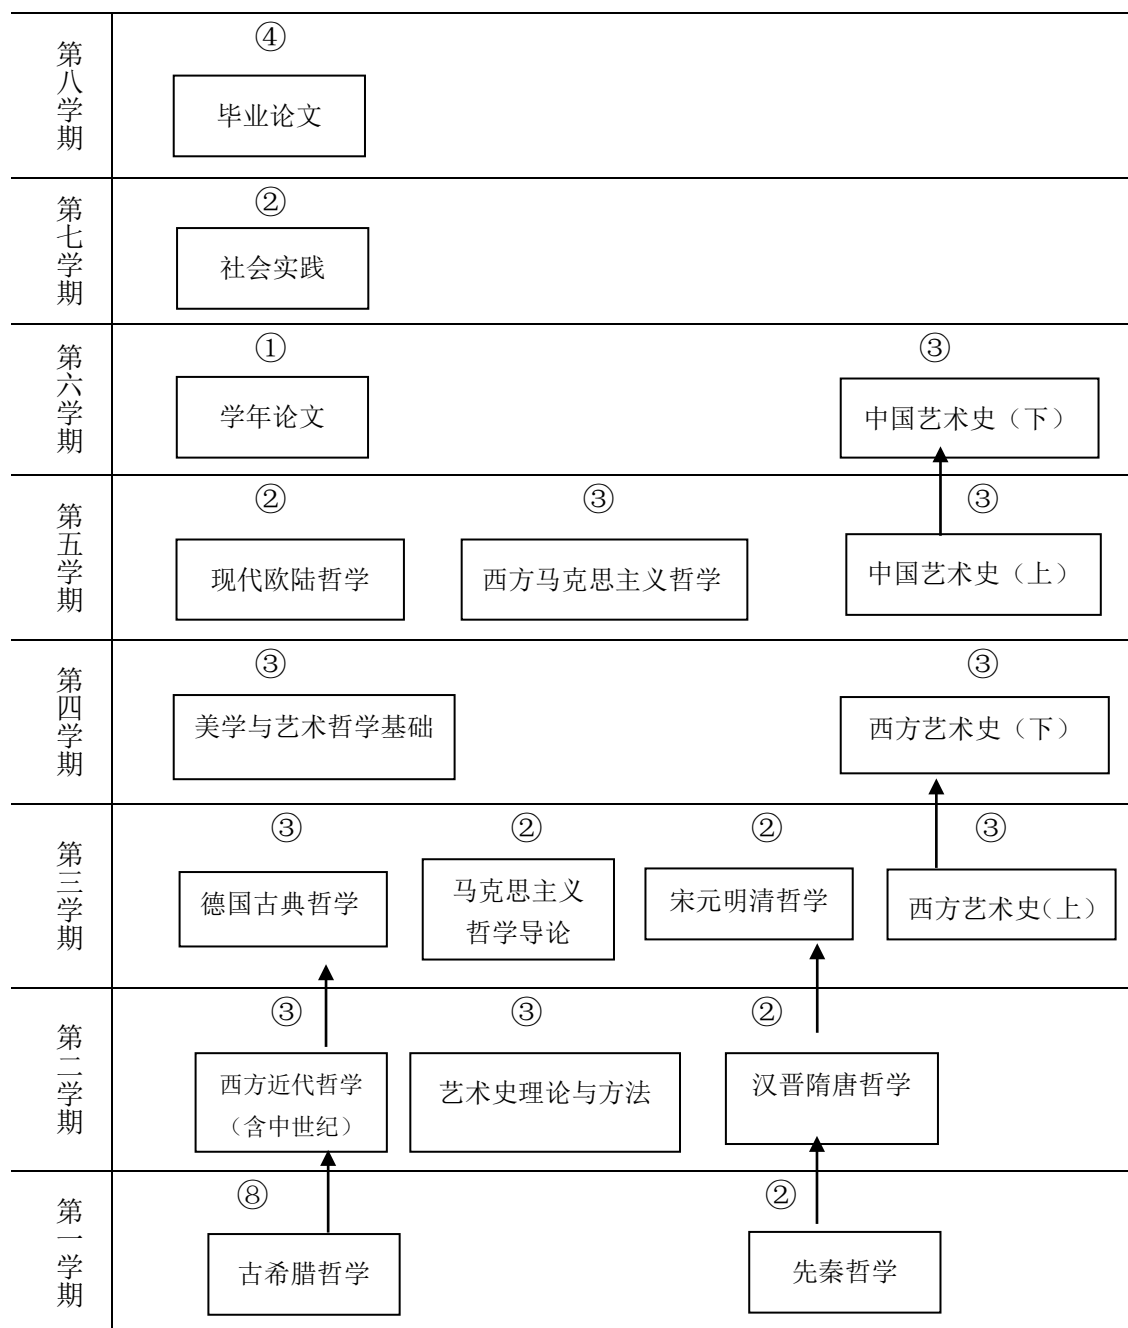 第八学期
④
毕业论文
第七学期
②
社会实践
第六学期
① ③
学年论文 中国艺术史（下）
第五学期
② ③ ③
现代欧陆哲学 西方马克思主义哲学 中国艺术史（上）
第四学期
③ ③
美学与艺术哲学基础 西方艺术史（下）
第三学期
③ ② ② ③
德国古典哲学
马克思主义
哲学导论
宋元明清哲学 西方艺术史（上）
第二学期
③ ③ ②
西方近代哲学
（含中世纪）
艺术史理论与方法 汉晋隋唐哲学
第一学期
⑧ ②
古希腊哲学 先秦哲学